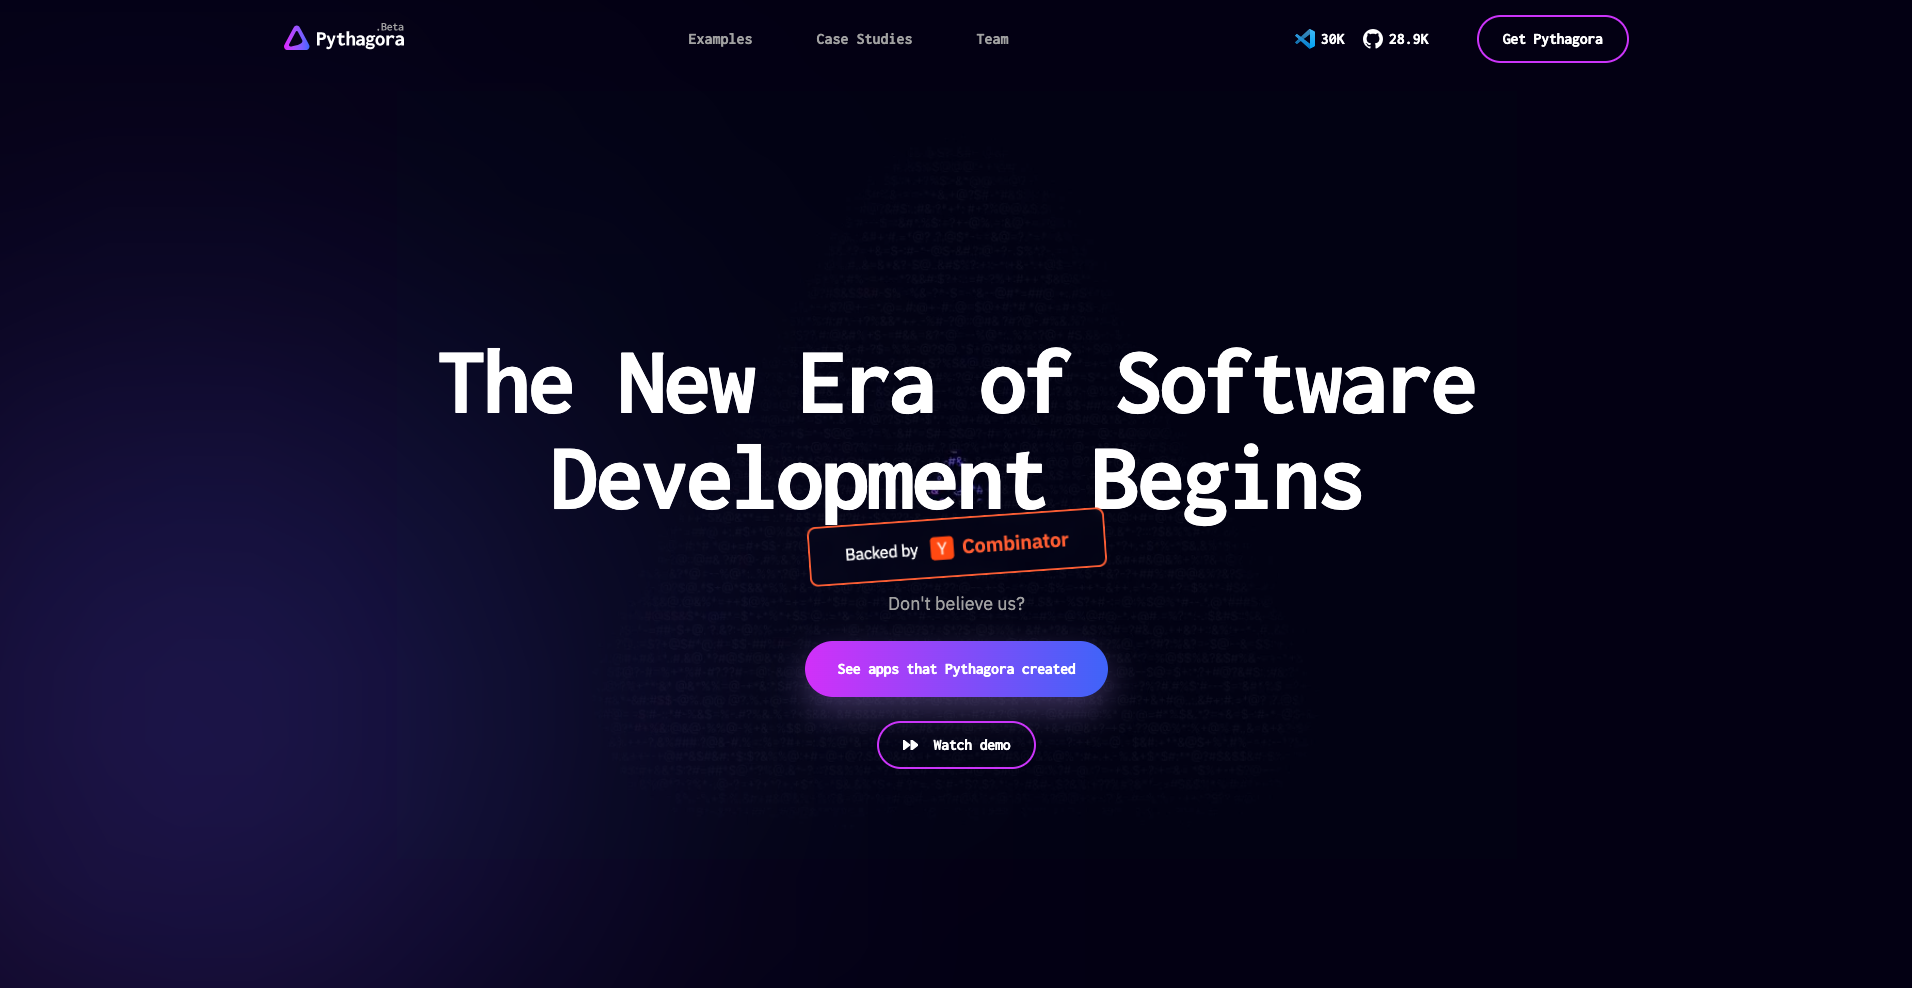 Pythagora
.Beta
Examples
Case Studies
Team
30K
28.9K
Get Pythagora
The New Era of Software
Development Begins
Backed by Y Combinator
Don't believe us?
See apps that Pythagora created
Watch demo